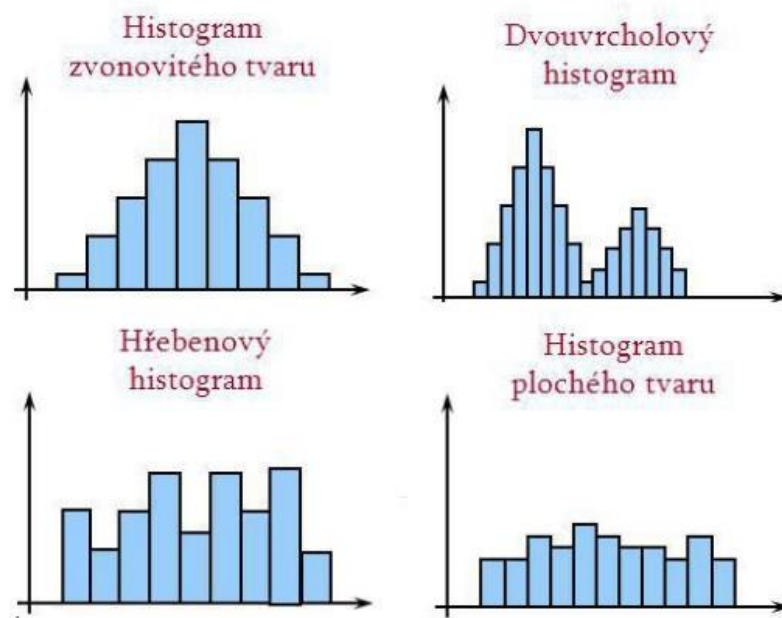 Histogram
zvonovitého tvaru
Dvouvrcholový
histogram
Hřebenový
histogram
Histogram
plochého tvaru